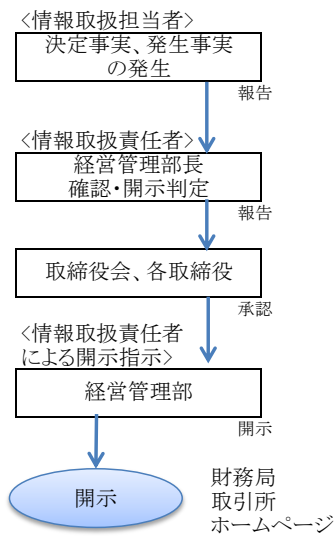 <情報取扱担当者>
決定事実、発生事実
の発生
報告
<情報取扱責任者>
経営管理部長
確認・開示判定
報告
取締役会、各取締役
承認
<情報取扱責任者
による開示指示>
経営管理部
開示
開示
財務局
取引所
ホームページ